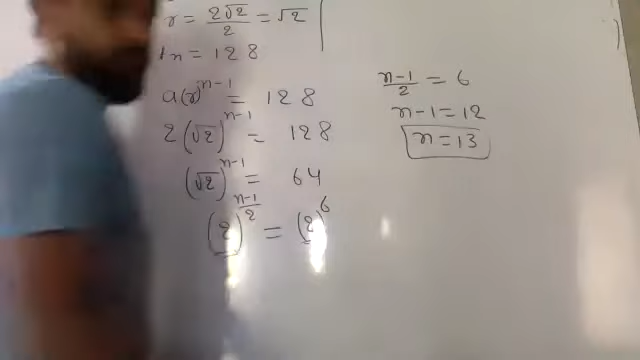 r = 2√2/2 = √2
tn = 128
a(r)^n-1 = 128
2(√2)^n-1 = 128
(√2)^n-1 = 64
(2)^n-1/2 = (2)^6
n-1/2 = 6
n-1 = 12
n = 13